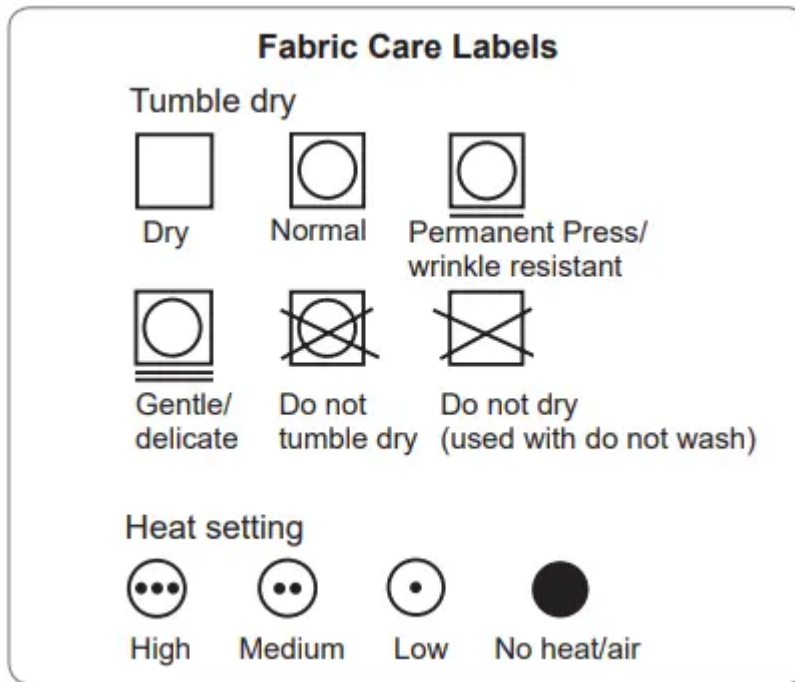 Fabric Care Labels
Tumble dry
Dry
Normal
Permanent Press/
wrinkle resistant
Gentle/
delicate
Do not
tumble dry
Do not dry
(used with do not wash)
Heat setting
High
Medium
Low
No heat/air